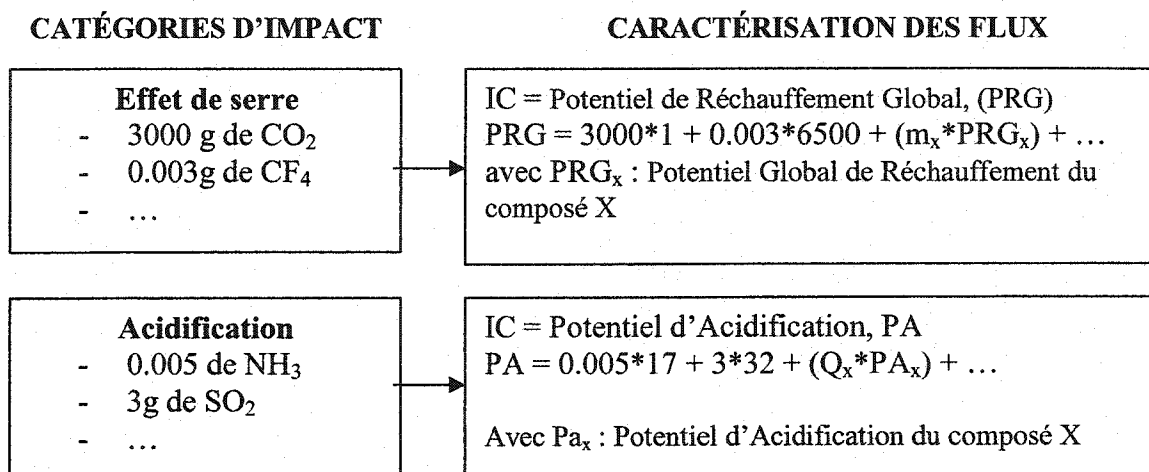 CATÉGORIES D'IMPACT
CARACTÉRISATION DES FLUX
Effet de serre
- 3000 g de CO₂
- 0.003g de CF₄
- ...
IC = Potentiel de Réchauffement Global, (PRG)
PRG = 3000*1 + 0.003*6500 + (mₓ*PRGₓ) + ...
avec PRGₓ : Potentiel Global de Réchauffement du
composé X
Acidification
- 0.005 de NH₃
- 3g de SO₂
- ...
IC = Potentiel d'Acidification, PA
PA = 0.005*17 + 3*32 + (Qₓ*PAₓ) + ...
Avec Paₓ : Potentiel d'Acidification du composé X